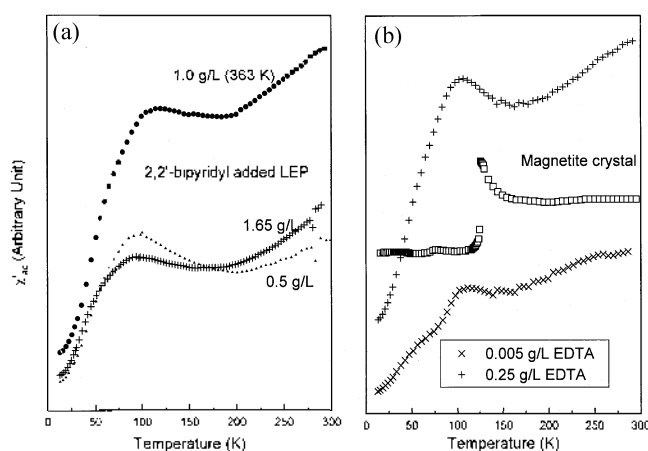 (a)
1.0 g/L (363 K)
2,2'-bipyridyl added LEP
1.65 g/L
0.5 g/L
χ'ac (Arbitrary Unit)
0 50 100 150 200 250 300
Temperature (K)
(b)
Magnetite crystal
× 0.005 g/L EDTA
+ 0.25 g/L EDTA
0 50 100 150 200 250 300
Temperature (K)